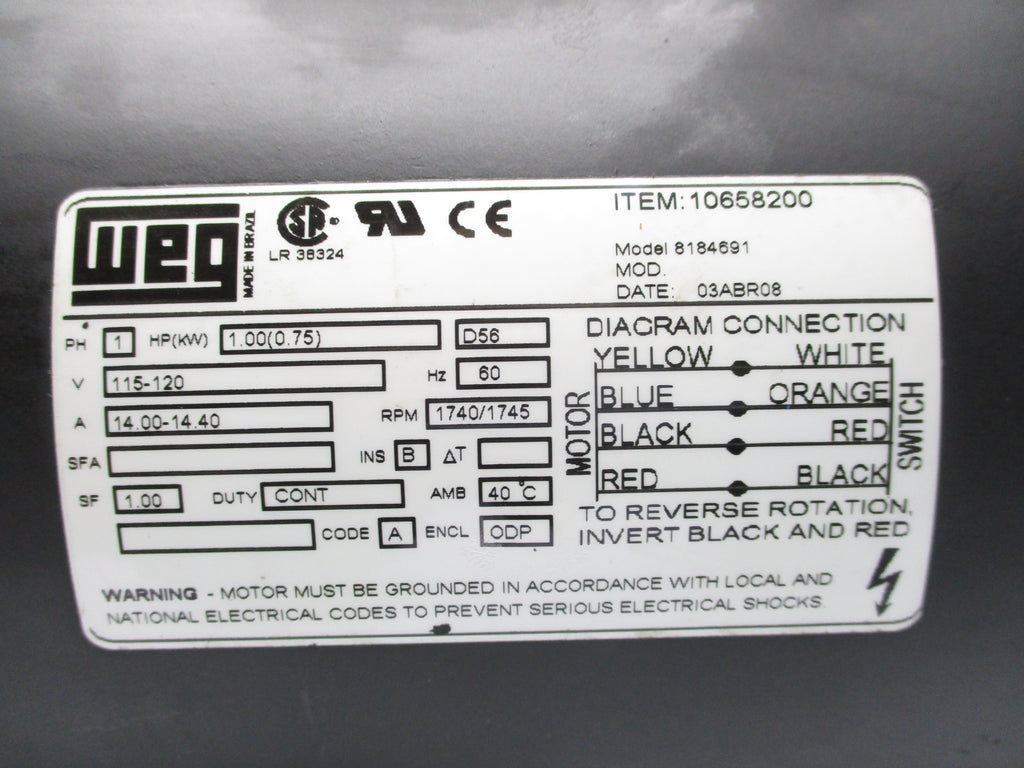 weg
MADE IN BRAZIL
SA ®
LR 38324
RU
CE
ITEM: 10658200
Model 8184691
MOD.
DATE: 03ABR08
PH 1 HP(KW) 1.00(0.75) D56
V 115-120 Hz 60
A 14.00-14.40 RPM 1740/1745
SFA INS B ΔT
SF 1.00 DUTY CONT AMB 40 °C
CODE A ENCL ODP
DIAGRAM CONNECTION
MOTOR
YELLOW WHITE
BLUE ORANGE
BLACK RED
RED BLACK
SWITCH
TO REVERSE ROTATION,
INVERT BLACK AND RED
WARNING - MOTOR MUST BE GROUNDED IN ACCORDANCE WITH LOCAL AND
NATIONAL ELECTRICAL CODES TO PREVENT SERIOUS ELECTRICAL SHOCKS.